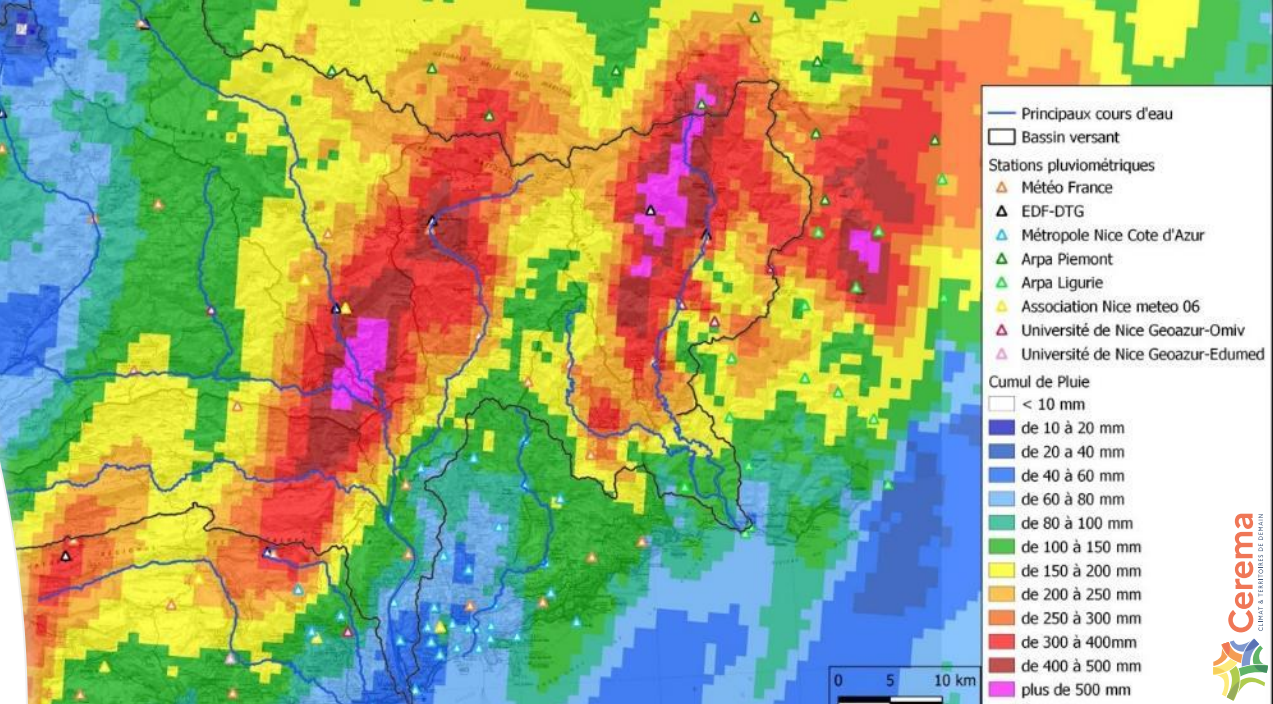 Principaux cours d'eau
Bassin versant
Stations pluviométriques
Météo France
EDF-DTG
Métropole Nice Cote d'Azur
Arpa Piemont
Arpa Ligurie
Association Nice meteo 06
Université de Nice Geoazur-Omiv
Université de Nice Geoazur-Edumed
Cumul de Pluie
< 10 mm
de 10 à 20 mm
de 20 a 40 mm
de 40 à 60 mm
de 60 à 80 mm
de 80 à 100 mm
de 100 à 150 mm
de 150 à 200 mm
de 200 à 250 mm
de 250 à 300 mm
de 300 à 400mm
de 400 à 500 mm
plus de 500 mm
0 5 10 km
Cerema
CLIMAT & TERRITOIRES DE DEMAIN